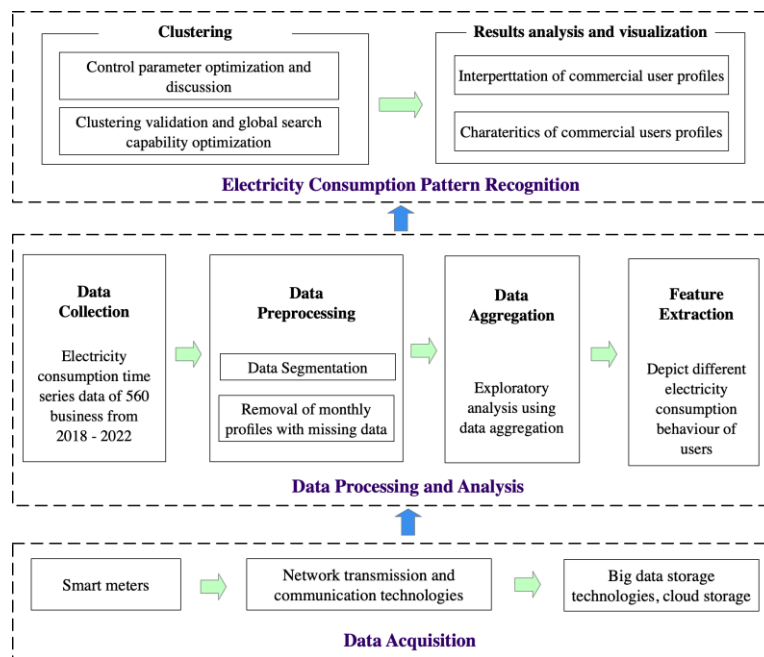 Clustering
Control parameter optimization and
discussion
Clustering validation and global search
capability optimization
Results analysis and visualization
Interperttation of commercial user profiles
Charateritics of commercial users profiles
Electricity Consumption Pattern Recognition
Data
Collection
Electricity
consumption time
series data of 560
business from
2018 - 2022
Data
Preprocessing
Data Segmentation
Removal of monthly
profiles with missing data
Data
Aggregation
Exploratory
analysis using
data aggregation
Feature
Extraction
Depict different
electricity
consumption
behaviour of
users
Data Processing and Analysis
Smart meters
Network transmission and
communication technologies
Big data storage
technologies, cloud storage
Data Acquisition